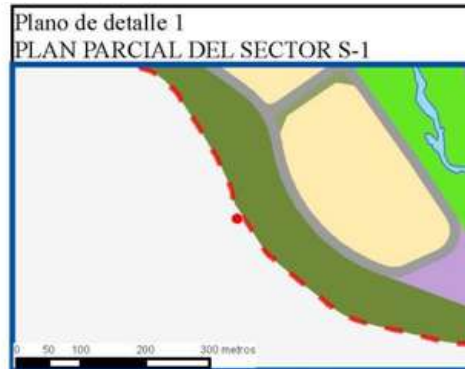 Plano de detalle 1
PLAN PARCIAL DEL SECTOR S-1
0 50 100 200 300 metros